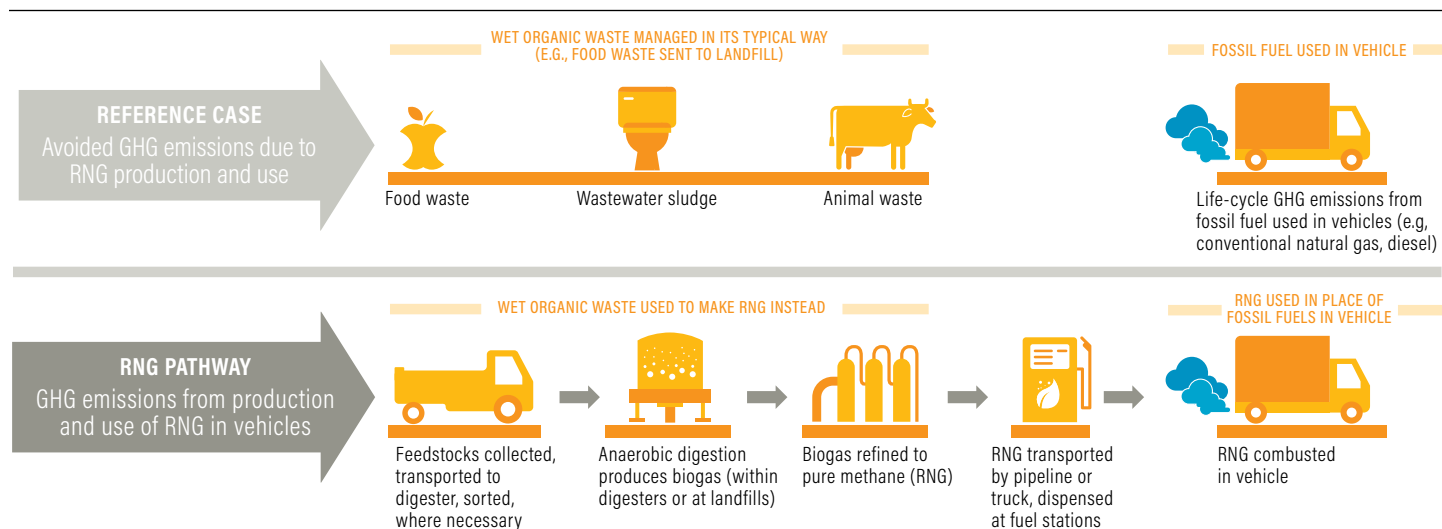 WET ORGANIC WASTE MANAGED IN ITS TYPICAL WAY
(E.G., FOOD WASTE SENT TO LANDFILL)
FOSSIL FUEL USED IN VEHICLE
REFERENCE CASE
Avoided GHG emissions due to
RNG production and use
Food waste
Wastewater sludge
Animal waste
Life-cycle GHG emissions from
fossil fuel used in vehicles (e.g,
conventional natural gas, diesel)
WET ORGANIC WASTE USED TO MAKE RNG INSTEAD
RNG USED IN PLACE OF
FOSSIL FUELS IN VEHICLE
RNG PATHWAY
GHG emissions from production
and use of RNG in vehicles
Feedstocks collected,
transported to
digester, sorted,
where necessary
Anaerobic digestion
produces biogas (within
digesters or at landfills)
Biogas refined to
pure methane (RNG)
RNG transported
by pipeline or
truck, dispensed
at fuel stations
RNG combusted
in vehicle